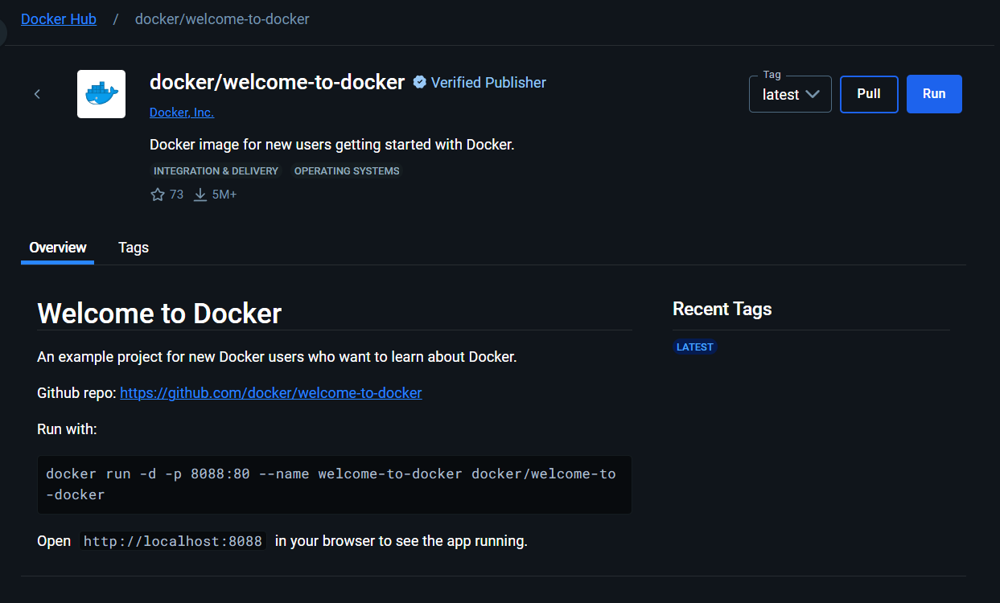 Docker Hub / docker/welcome-to-docker
docker/welcome-to-docker Verified Publisher
Docker, Inc.
Docker image for new users getting started with Docker.
INTEGRATION & DELIVERY OPERATING SYSTEMS
73 5M+
Tag
latest
Pull
Run
Overview Tags
Welcome to Docker
An example project for new Docker users who want to learn about Docker.
Github repo: https://github.com/docker/welcome-to-docker
Run with:
docker run -d -p 8088:80 --name welcome-to-docker docker/welcome-to
-docker
Open http://localhost:8088 in your browser to see the app running.
Recent Tags
LATEST